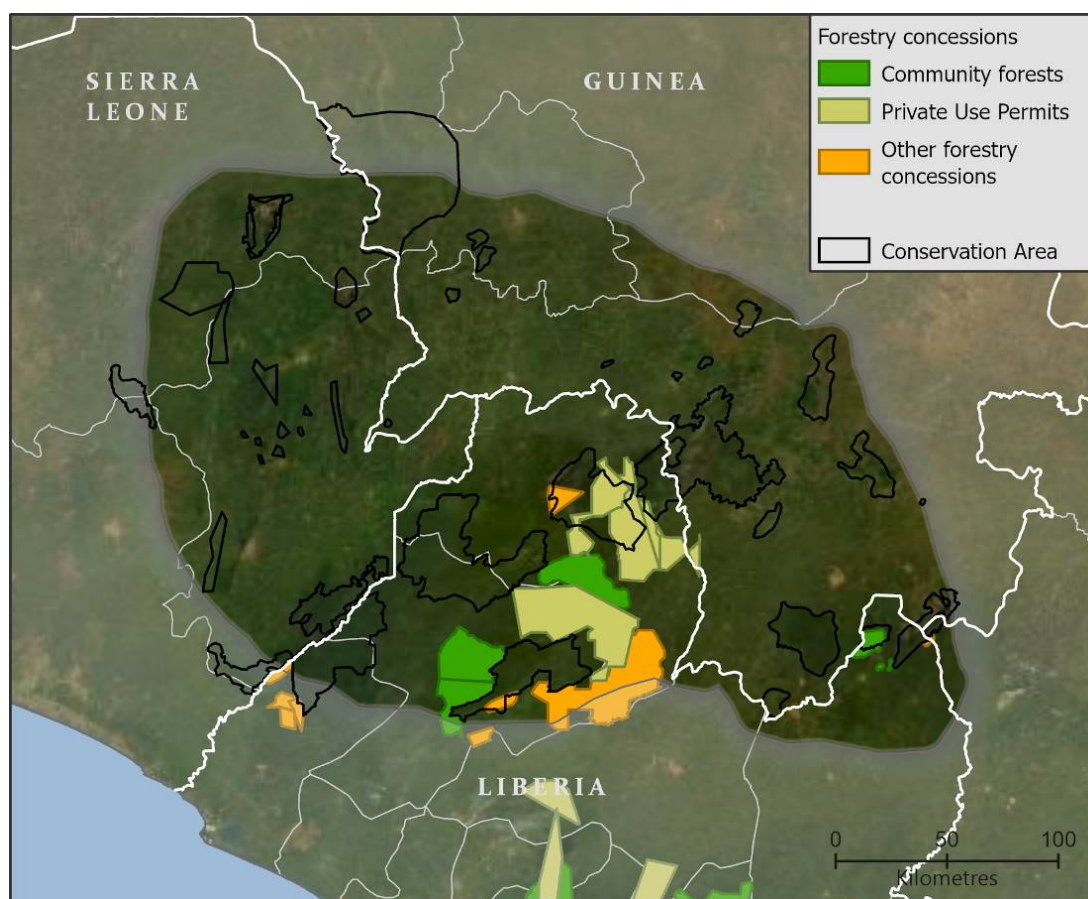 SIERRA
LEONE
GUINEA
Forestry concessions
Community forests
Private Use Permits
Other forestry
concessions
Conservation Area
LIBERIA
0 50 100
Kilometres